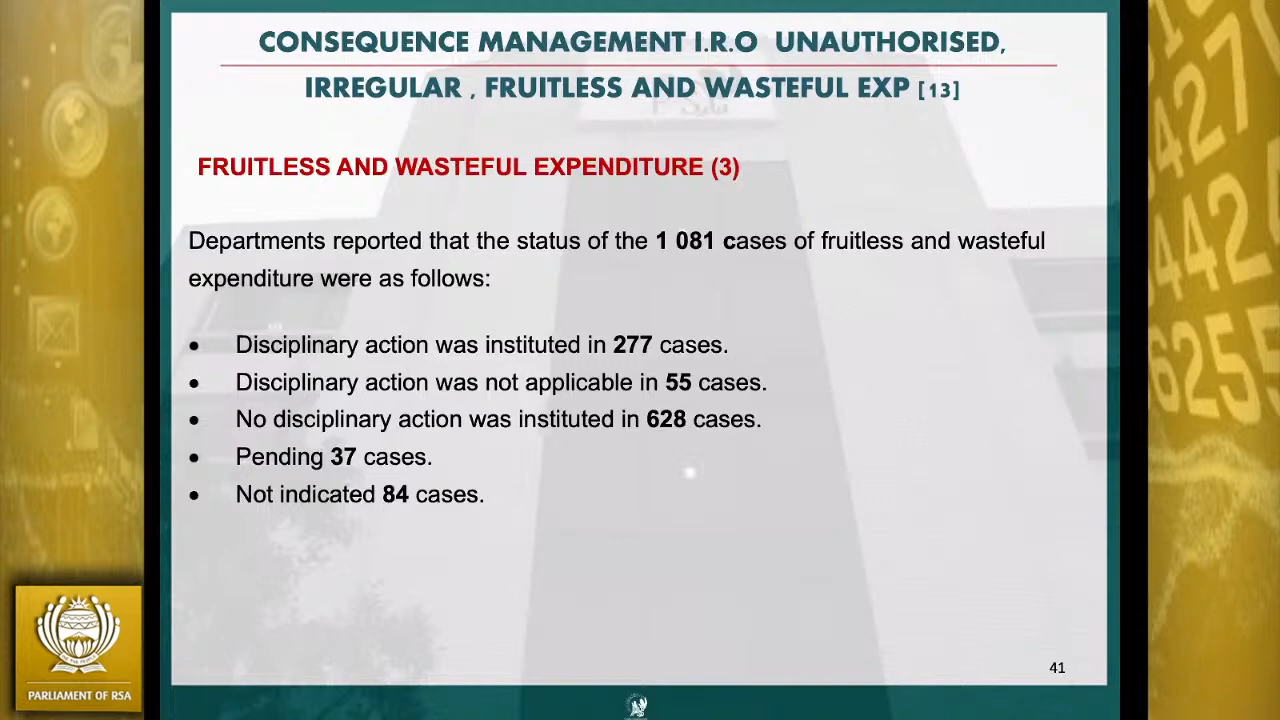 CONSEQUENCE MANAGEMENT I.R.O UNAUTHORISED,
IRREGULAR , FRUITLESS AND WASTEFUL EXP [13]
FRUITLESS AND WASTEFUL EXPENDITURE (3)
Departments reported that the status of the 1 081 cases of fruitless and wasteful
expenditure were as follows:
• Disciplinary action was instituted in 277 cases.
• Disciplinary action was not applicable in 55 cases.
• No disciplinary action was instituted in 628 cases.
• Pending 37 cases.
• Not indicated 84 cases.
41
PARLIAMENT OF RSA